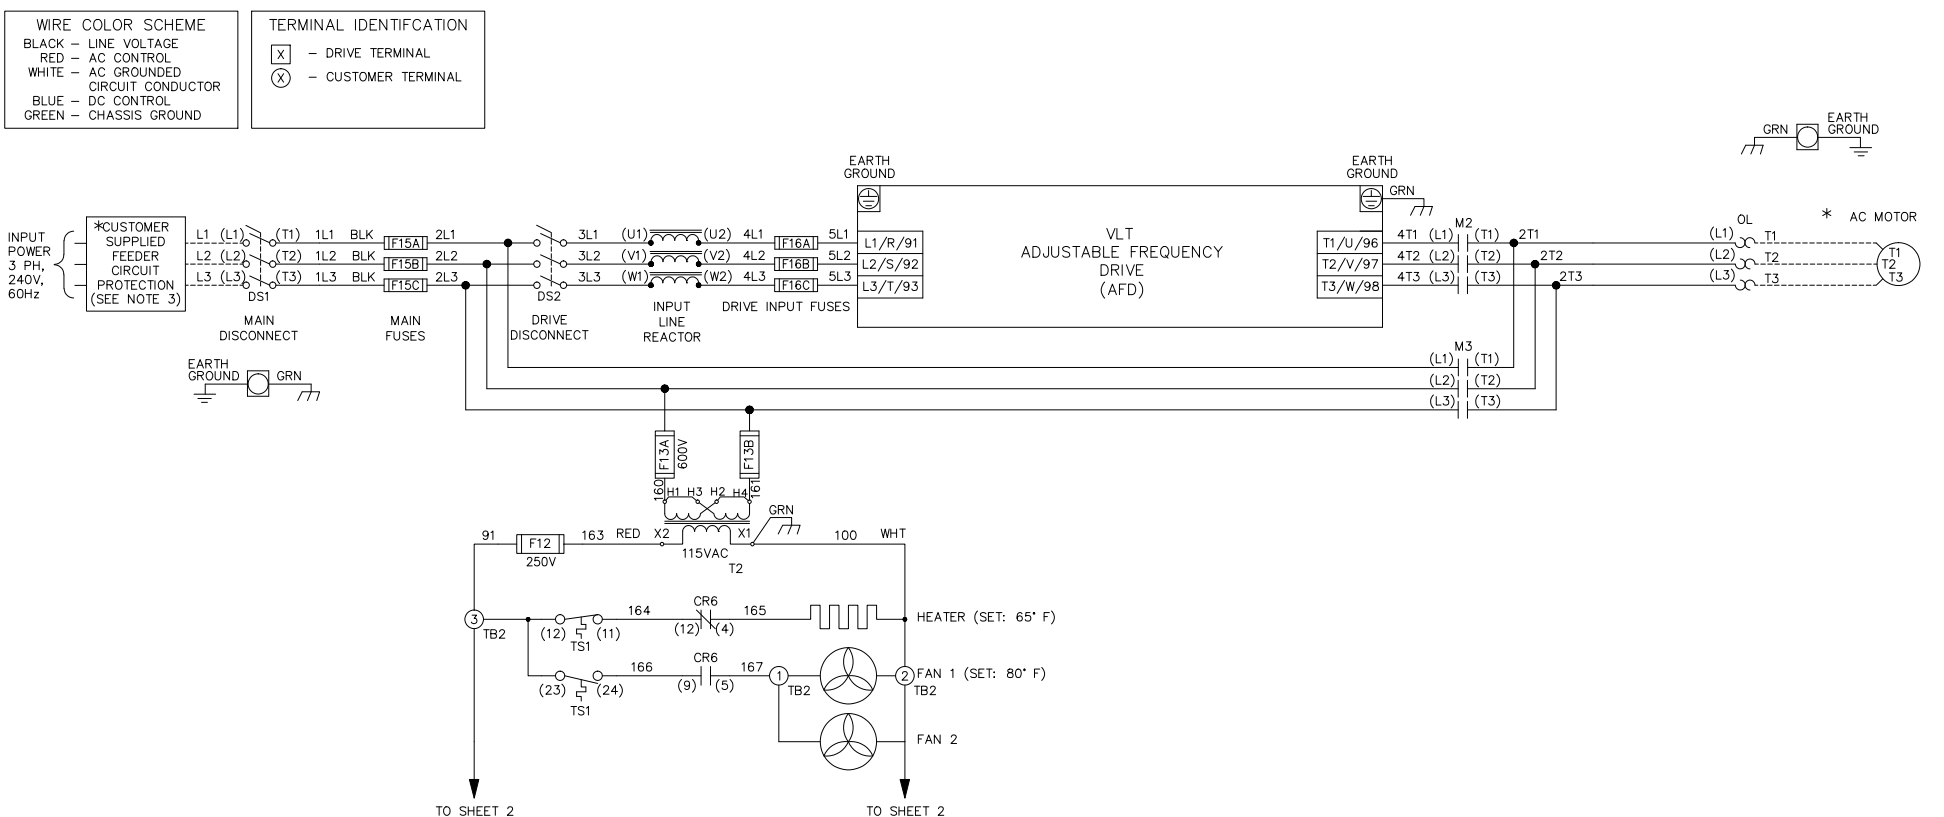 WIRE COLOR SCHEME
BLACK – LINE VOLTAGE
RED – AC CONTROL
WHITE – AC GROUNDED
CIRCUIT CONDUCTOR
BLUE – DC CONTROL
GREEN – CHASSIS GROUND
TERMINAL IDENTIFCATION
X – DRIVE TERMINAL
X – CUSTOMER TERMINAL
GRN
EARTH
GROUND
EARTH
GROUND
EARTH
GROUND
GRN
INPUT
POWER
3 PH,
240V,
60Hz
*CUSTOMER
SUPPLIED
FEEDER
CIRCUIT
PROTECTION
(SEE NOTE 3)
L1 (L1) (T1) 1L1 BLK F15A 2L1 3L1 (U1) (U2) 4L1 F16A 5L1 L1/R/91
L2 (L2) (T2) 1L2 BLK F15B 2L2 3L2 (V1) (V2) 4L2 F16B 5L2 L2/S/92
L3 (L3) (T3) 1L3 BLK F15C 2L3 3L3 (W1) (W2) 4L3 F16C 5L3 L3/T/93
DS1
MAIN
DISCONNECT
MAIN
FUSES
DS2
DRIVE
DISCONNECT
INPUT
LINE
REACTOR
DRIVE INPUT FUSES
VLT
ADJUSTABLE FREQUENCY
DRIVE
(AFD)
M2
T1/U/96 4T1 (L1) (T1) 2T1
T2/V/97 4T2 (L2) (T2) 2T2
T3/W/98 4T3 (L3) (T3) 2T3
OL
(L1) T1
(L2) T2
(L3) T3
* AC MOTOR
T1
T2
T3
EARTH
GROUND
GRN
M3
(L1) (T1)
(L2) (T2)
(L3) (T3)
F13A
600V
F13B
160
H1 H3 H2 H4
161
GRN
91 F12 163 RED X2 X1 100 WHT
250V
115VAC
T2
3
TB2
164 CR6 165
(12) (11) (12) (4)
TS1
HEATER (SET: 65° F)
166 CR6 167 1 2 FAN 1 (SET: 80° F)
(23) (24) (9) (5) TB2 TB2
TS1
FAN 2
TO SHEET 2
TO SHEET 2